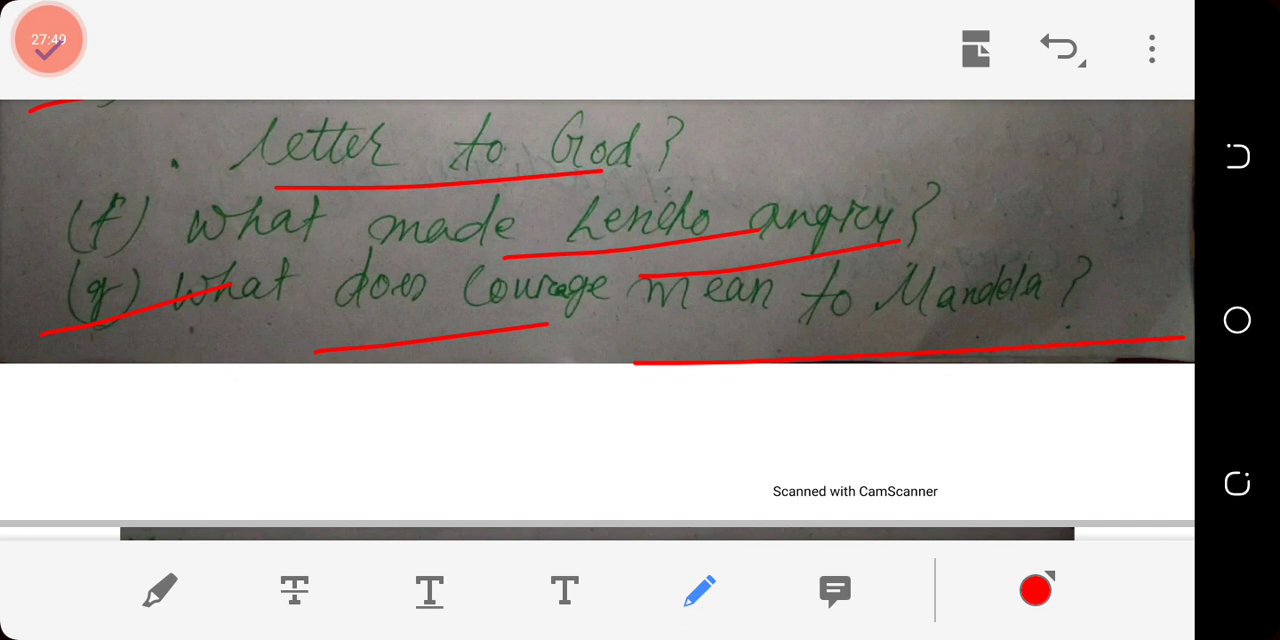 27:49
letter to God?
(f) What made Lencho angry?
(g) What does Courage mean to Mandela?
Scanned with CamScanner